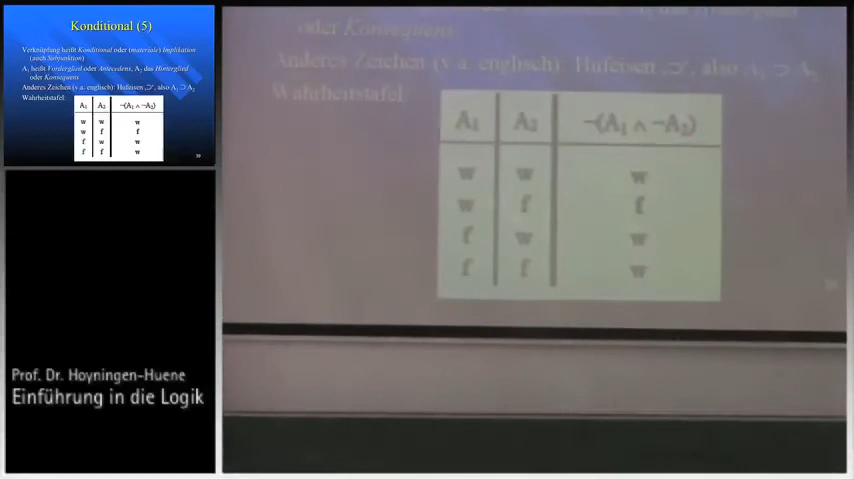 Konditional (5)
Verknüpfung heißt Konditional oder (materiale) Implikation
(auch Subjunktion)
A₁ heißt Vorderglied oder Antecedens, A₂ das Hinterglied
oder Konsequens
Anderes Zeichen (v a. englisch): Hufeisen ‚⊃‘, also A₁ ⊃ A₂
Wahrheitstafel:
A₁ A₂ ¬(A₁ ∧ ¬A₂)
w w w
w f f
f w w
f f w
39
Prof. Dr. Hoyningen-Huene
Einführung in die Logik
oder Konsequens
Anderes Zeichen (v a. englisch): Hufeisen ‚⊃‘, also A₁ ⊃ A₂
Wahrheitstafel:
A₁ A₂ ¬(A₁ ∧ ¬A₂)
w w w
w f f
f w w
f f w